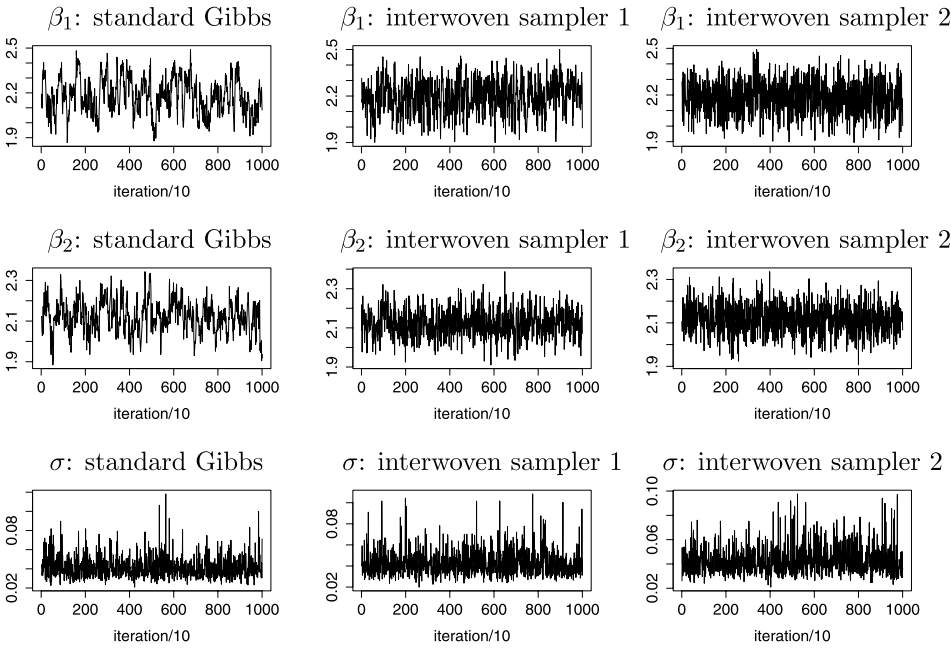 β₁: standard Gibbs
β₁: interwoven sampler 1
β₁: interwoven sampler 2
2.5
2.2
1.9
0 200 400 600 800 1000
iteration/10
2.5
2.2
1.9
0 200 400 600 800 1000
iteration/10
2.5
2.2
1.9
0 200 400 600 800 1000
iteration/10
β₂: standard Gibbs
β₂: interwoven sampler 1
β₂: interwoven sampler 2
2.3
2.1
1.9
0 200 400 600 800 1000
iteration/10
2.3
2.1
1.9
0 200 400 600 800 1000
iteration/10
2.3
2.1
1.9
0 200 400 600 800 1000
iteration/10
σ: standard Gibbs
σ: interwoven sampler 1
σ: interwoven sampler 2
0.08
0.02
0 200 400 600 800 1000
iteration/10
0.08
0.02
0 200 400 600 800 1000
iteration/10
0.10
0.06
0.02
0 200 400 600 800 1000
iteration/10